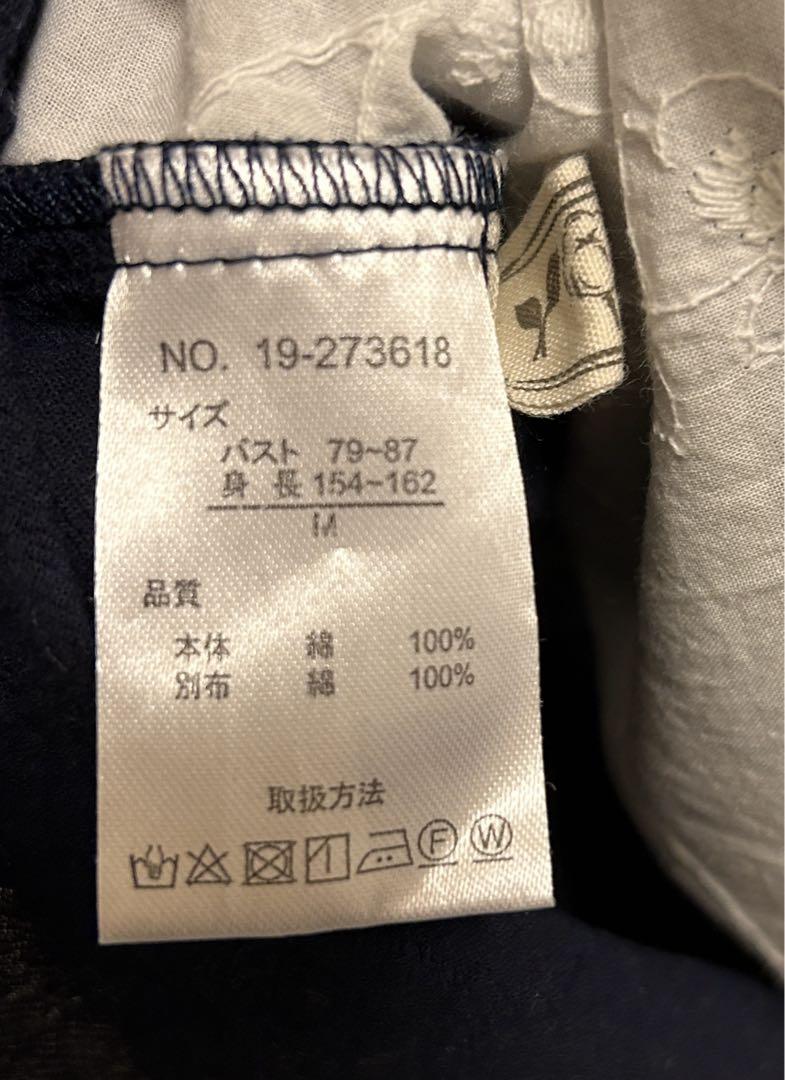 NO. 19-273618
サイズ
バスト 79~87
身 長 154~162
M
品質
本体 綿 100%
別布 綿 100%
取扱方法
F W